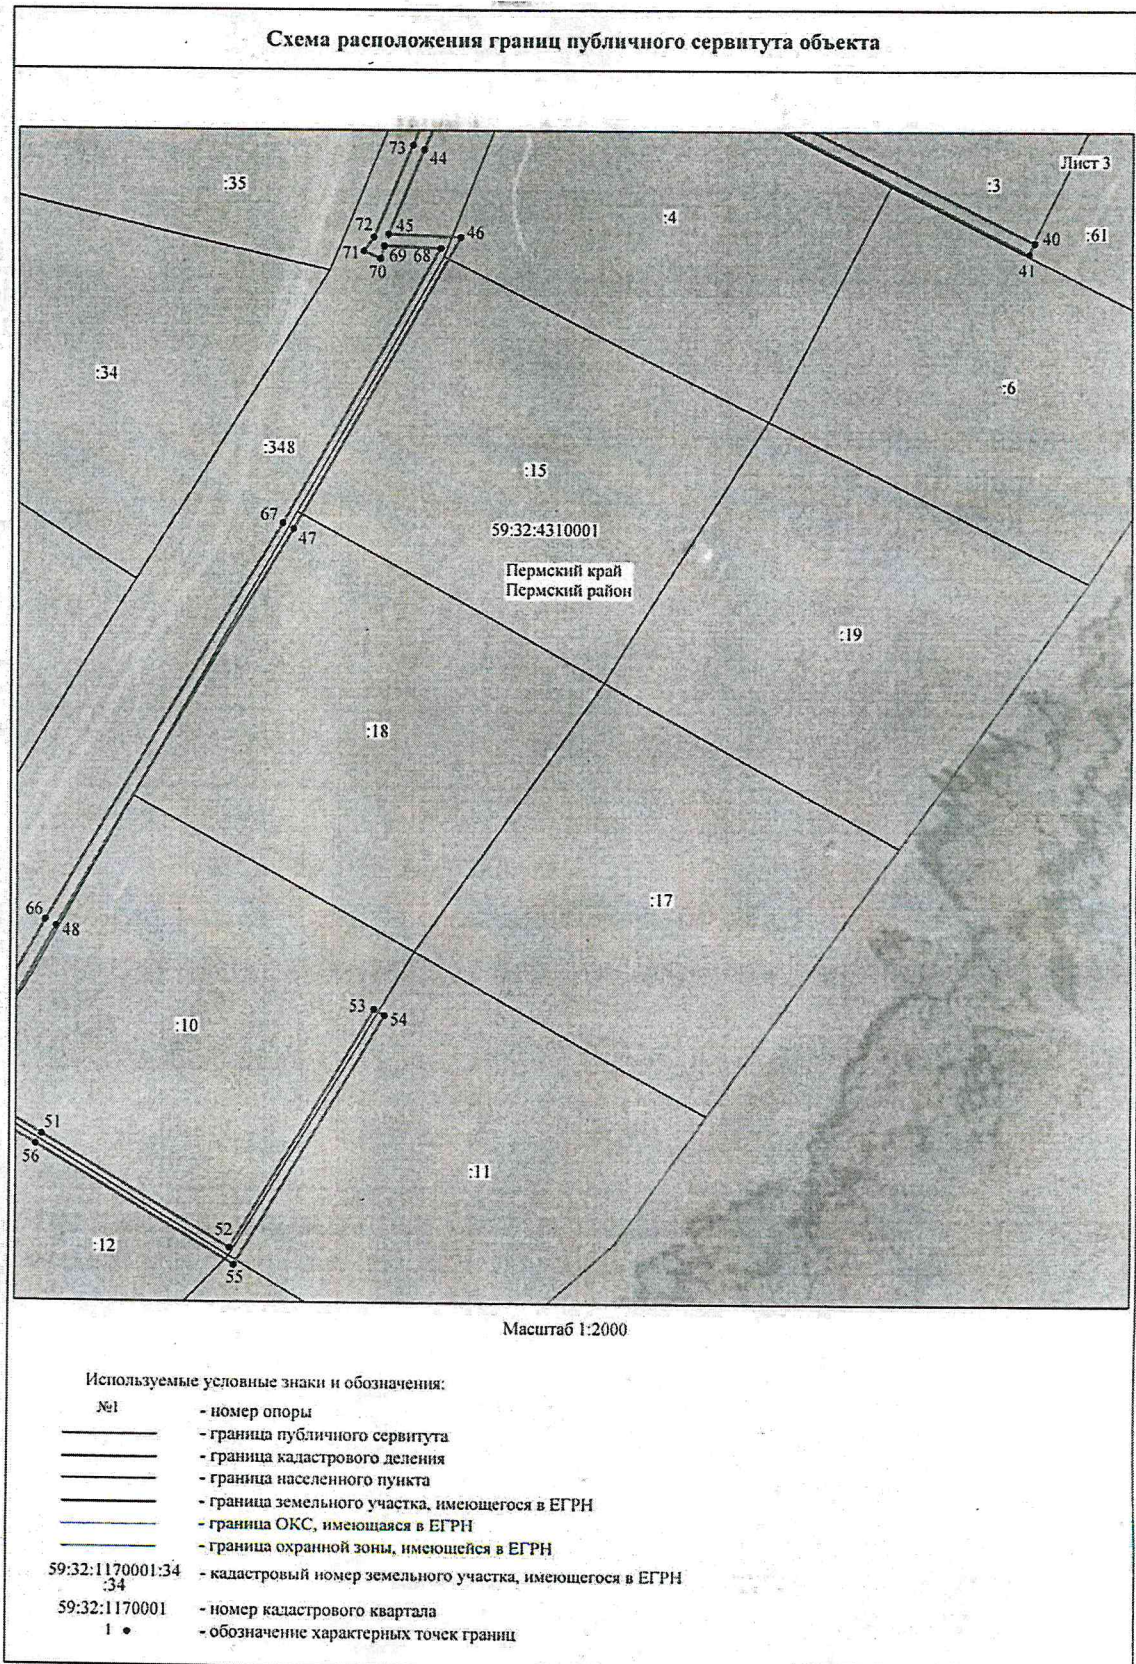 Схема расположения границ публичного сервитута объекта
73
44
:35
:3
Лист 3
:4
72
45
46
40
:61
71
69
68
70
41
:34
:6
:348
:15
67
47
59:32:4310001
Пермский край
Пермский район
:19
:18
:17
66
48
53
54
:10
51
56
:11
52
:12
55
Масштаб 1:2000
Используемые условные знаки и обозначения:
№1 - номер опоры
- граница публичного сервитута
- граница кадастрового деления
- граница населенного пункта
- граница земельного участка, имеющегося в ЕГРН
- граница ОКС, имеющаяся в ЕГРН
- граница охранной зоны, имеющейся в ЕГРН
59:32:1170001:34
:34
- кадастровый номер земельного участка, имеющегося в ЕГРН
59:32:1170001 - номер кадастрового квартала
1 • - обозначение характерных точек границ